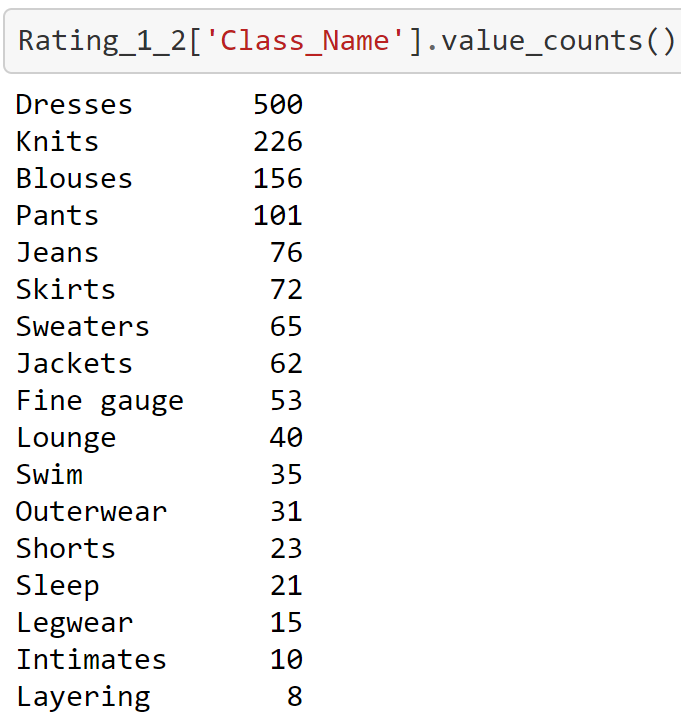 Rating_1_2['Class_Name'].value_counts()
Dresses 500
Knits 226
Blouses 156
Pants 101
Jeans 76
Skirts 72
Sweaters 65
Jackets 62
Fine gauge 53
Lounge 40
Swim 35
Outerwear 31
Shorts 23
Sleep 21
Legwear 15
Intimates 10
Layering 8